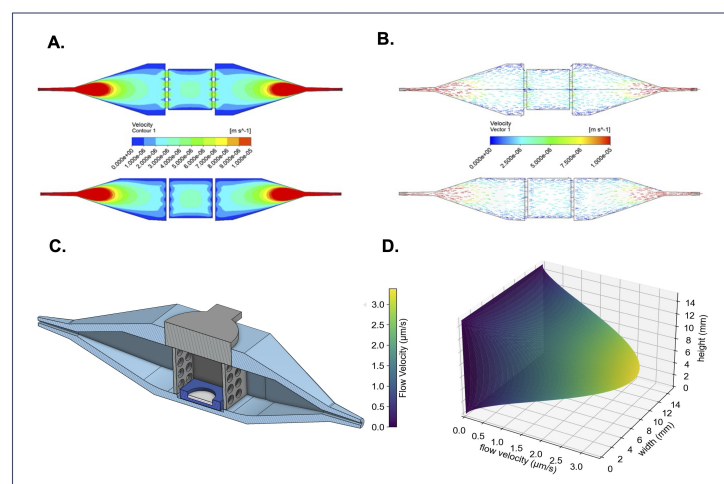 A.
B.
Velocity
Contour 1
[m s^-1]
0.000e+00
1.000e-06
2.000e-06
3.000e-06
4.000e-06
5.000e-06
6.000e-06
7.000e-06
8.000e-06
9.000e-06
1.000e-05
Velocity
Vector 1
[m s^-1]
0.000e+00
2.500e-06
5.000e-06
7.500e-06
1.000e-05
C.
D.
3.0
2.5
2.0
1.5
1.0
0.5
0.0
Flow Velocity (μm/s)
14
12
10
8
6
4
2
0
height (mm)
14
12
10
8
6
4
2
0
width (mm)
0.0
0.5
1.0
1.5
2.0
2.5
3.0
flow velocity (μm/s)